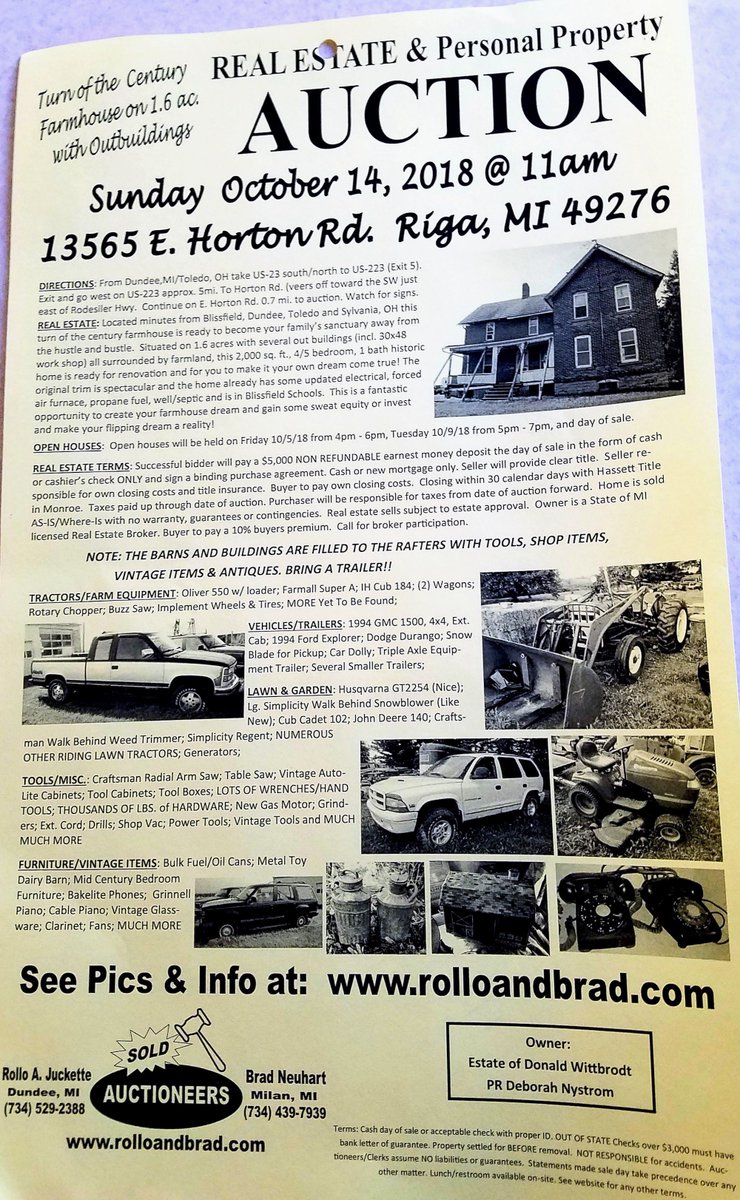 Turn of the Century
Farmhouse on 1.6 ac.
with Outbuildings
REAL ESTATE & Personal Property
AUCTION
Sunday October 14, 2018 @ 11am
13565 E. Horton Rd. Riga, MI 49276
DIRECTIONS: From Dundee,MI/Toledo, OH take US-23 south/north to US-223 (Exit 5).
Exit and go west on US-223 approx. 5mi. To Horton Rd. (veers off toward the SW just
east of Rodesiler Hwy. Continue on E. Horton Rd. 0.7 mi. to auction. Watch for signs.
REAL ESTATE: Located minutes from Blissfield, Dundee, Toledo and Sylvania, OH this
turn of the century farmhouse is ready to become your family's sanctuary away from
the hustle and bustle. Situated on 1.6 acres with several out buildings (incl. 30x48
work shop) all surrounded by farmland, this 2,000 sq. ft., 4/5 bedroom, 1 bath historic
home is ready for renovation and for you to make it your own dream come true! The
original trim is spectacular and the home already has some updated electrical, forced
air furnace, propane fuel, well/septic and is in Blissfield Schools. This is a fantastic
opportunity to create your farmhouse dream and gain some sweat equity or invest
and make your flipping dream a reality!
OPEN HOUSES: Open houses will be held on Friday 10/5/18 from 4pm - 6pm, Tuesday 10/9/18 from 5pm - 7pm, and day of sale.
REAL ESTATE TERMS: Successful bidder will pay a $5,000 NON REFUNDABLE earnest money deposit the day of sale in the form of cash
or cashier's check ONLY and sign a binding purchase agreement. Cash or new mortgage only. Seller will provide clear title. Seller re-
sponsible for own closing costs and title insurance. Buyer to pay own closing costs. Closing within 30 calendar days with Hassett Title
in Monroe. Taxes paid up through date of auction. Purchaser will be responsible for taxes from date of auction forward. Home is sold
AS-IS/Where-Is with no warranty, guarantees or contingencies. Real estate sells subject to estate approval. Owner is a State of MI
licensed Real Estate Broker. Buyer to pay a 10% buyers premium. Call for broker participation.
NOTE: THE BARNS AND BUILDINGS ARE FILLED TO THE RAFTERS WITH TOOLS, SHOP ITEMS,
VINTAGE ITEMS & ANTIQUES. BRING A TRAILER!!
TRACTORS/FARM EQUIPMENT: Oliver 550 w/ loader; Farmall Super A; IH Cub 184; (2) Wagons;
Rotary Chopper; Buzz Saw; Implement Wheels & Tires; MORE Yet To Be Found;
VEHICLES/TRAILERS: 1994 GMC 1500, 4x4, Ext.
Cab; 1994 Ford Explorer; Dodge Durango; Snow
Blade for Pickup; Car Dolly; Triple Axle Equip-
ment Trailer; Several Smaller Trailers;
LAWN & GARDEN: Husqvarna GT2254 (Nice);
Lg. Simplicity Walk Behind Snowblower (Like
New); Cub Cadet 102; John Deere 140; Crafts-
man Walk Behind Weed Trimmer; Simplicity Regent; NUMEROUS
OTHER RIDING LAWN TRACTORS; Generators;
TOOLS/MISC.: Craftsman Radial Arm Saw; Table Saw; Vintage Auto-
Lite Cabinets; Tool Cabinets; Tool Boxes; LOTS OF WRENCHES/HAND
TOOLS; THOUSANDS OF LBS. of HARDWARE; New Gas Motor; Grind-
ers; Ext. Cord; Drills; Shop Vac; Power Tools; Vintage Tools and MUCH
MUCH MORE
FURNITURE/VINTAGE ITEMS: Bulk Fuel/Oil Cans; Metal Toy
Dairy Barn; Mid Century Bedroom
Furniture; Bakelite Phones; Grinnell
Piano; Cable Piano; Vintage Glass-
ware; Clarinet; Fans; MUCH MORE
See Pics & Info at: www.rolloandbrad.com
SOLD
AUCTIONEERS
Rollo A. Juckette
Dundee, MI
(734) 529-2388
Brad Neuhart
Milan, MI
(734) 439-7939
www.rolloandbrad.com
Owner:
Estate of Donald Wittbrodt
PR Deborah Nystrom
Terms: Cash day of sale or acceptable check with proper ID. OUT OF STATE Checks over $3,000 must have
bank letter of guarantee. Property settled for BEFORE removal. NOT RESPONSIBLE for accidents. Auc-
tioneers/Clerks assume NO liabilities or guarantees. Statements made sale day take precedence over any
other matter. Lunch/restroom available on-site. See website for any other terms.